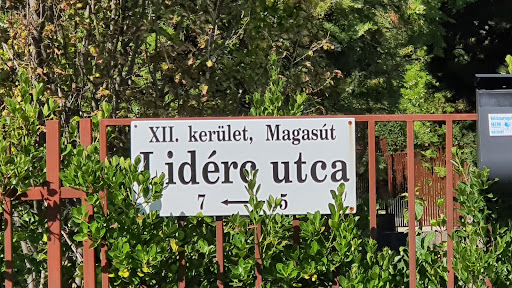 XII. kerület, Magasút
Lidérc utca
7 ← 5